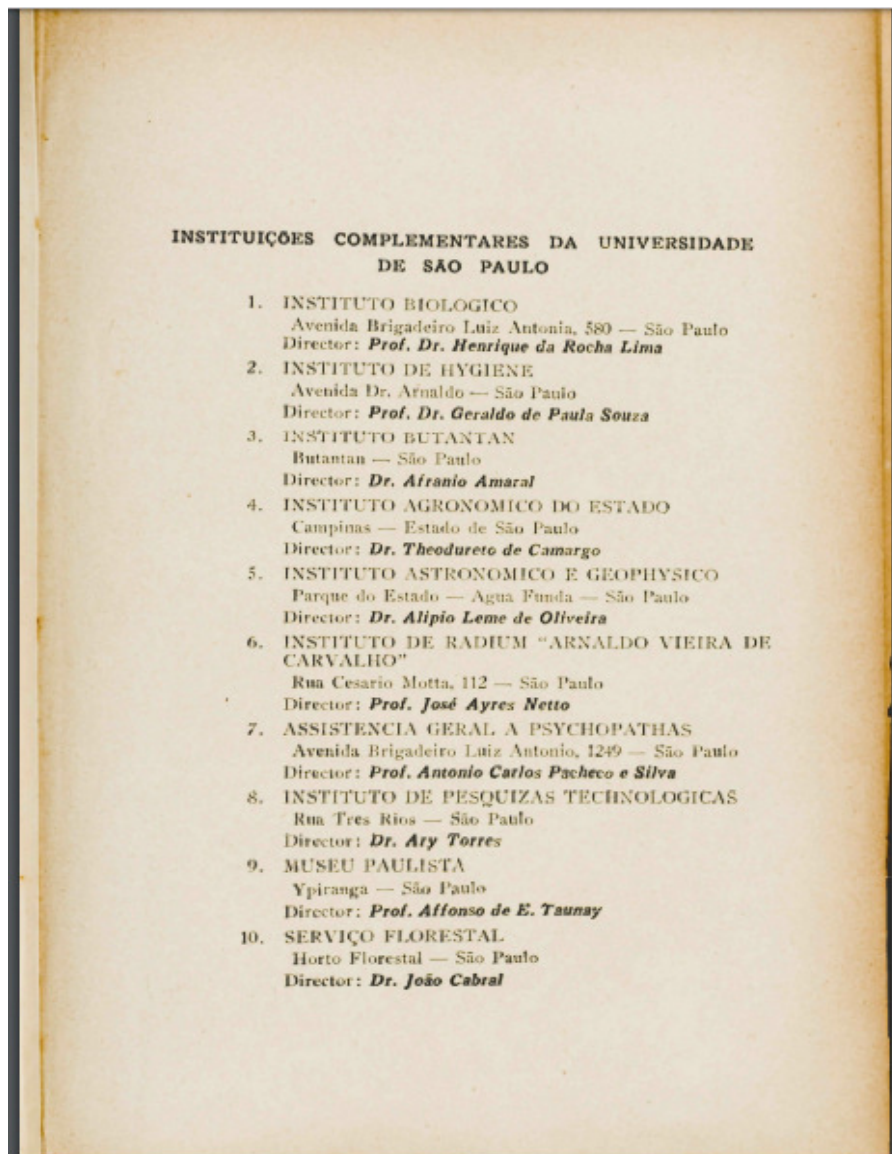 INSTITUIÇÕES COMPLEMENTARES DA UNIVERSIDADE
DE SÃO PAULO
1. INSTITUTO BIOLOGICO
Avenida Brigadeiro Luiz Antonia, 580 — São Paulo
Director: Prof. Dr. Henrique da Rocha Lima
2. INSTITUTO DE HYGIENE
Avenida Dr. Arnaldo — São Paulo
Director: Prof. Dr. Geraldo de Paula Souza
3. INSTITUTO BUTANTAN
Butantan — São Paulo
Director: Dr. Afranio Amaral
4. INSTITUTO AGRONOMICO DO ESTADO
Campinas — Estado de São Paulo
Director: Dr. Theodureto de Camargo
5. INSTITUTO ASTRONOMICO E GEOPHYSICO
Parque do Estado — Agua Funda — São Paulo
Director: Dr. Alipio Leme de Oliveira
6. INSTITUTO DE RADIUM “ARNALDO VIEIRA DE
CARVALHO”
Rua Cesario Motta, 112 — São Paulo
Director: Prof. José Ayres Netto
7. ASSISTENCIA GERAL A PSYCHOPATHAS
Avenida Brigadeiro Luiz Antonio, 1249 — São Paulo
Director: Prof. Antonio Carlos Pacheco e Silva
8. INSTITUTO DE PESQUIZAS TECHNOLOGICAS
Rua Tres Rios — São Paulo
Director: Dr. Ary Torres
9. MUSEU PAULISTA
Ypiranga — São Paulo
Director: Prof. Affonso de E. Taunay
10. SERVIÇO FLORESTAL
Horto Florestal — São Paulo
Director: Dr. João Cabral